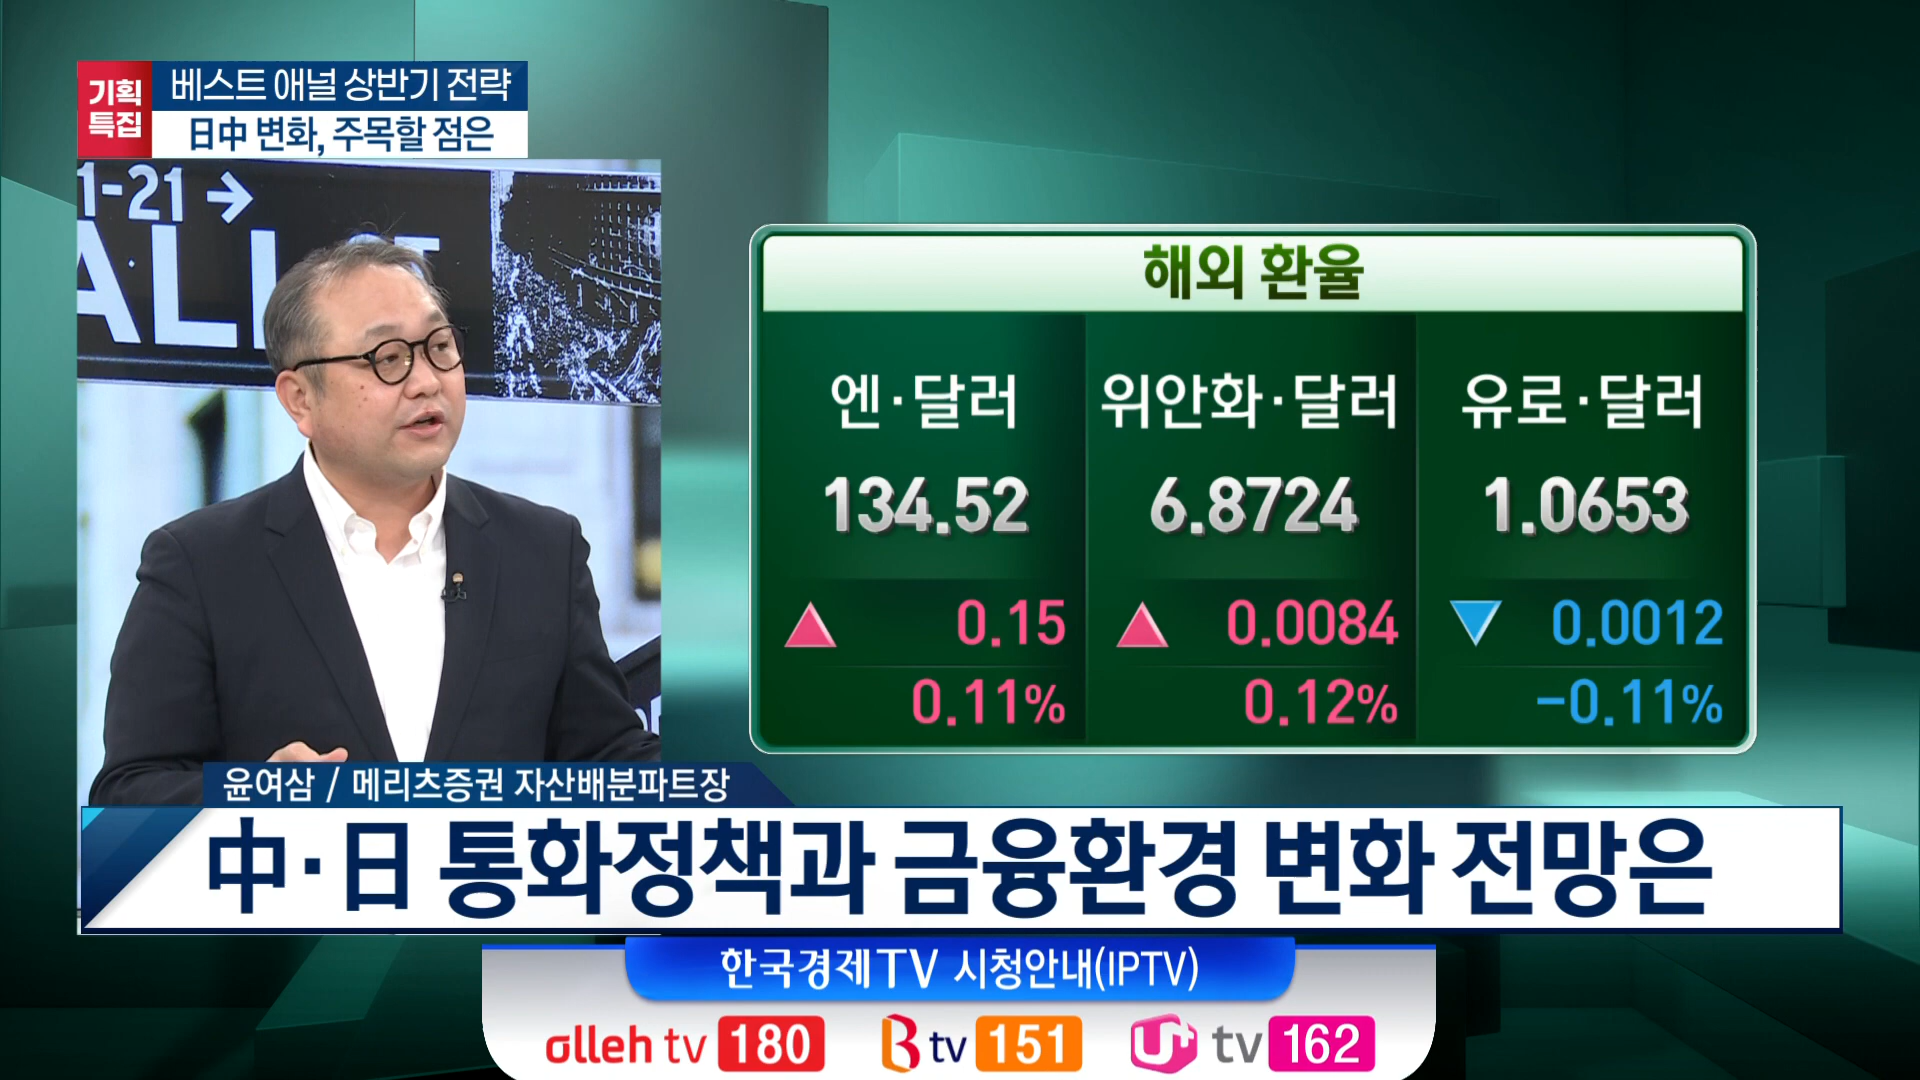 기획
특집
베스트 애널 상반기 전략
日中 변화, 주목할 점은
1-21 →
해외 환율
엔·달러 위안화·달러 유로·달러
134.52 6.8724 1.0653
▲ 0.15 ▲ 0.0084 ▼ 0.0012
0.11% 0.12% -0.11%
윤여삼 / 메리츠증권 자산배분파트장
中·日 통화정책과 금융환경 변화 전망은
한국경제TV 시청안내(IPTV)
olleh tv 180 B tv 151 U+ tv 162